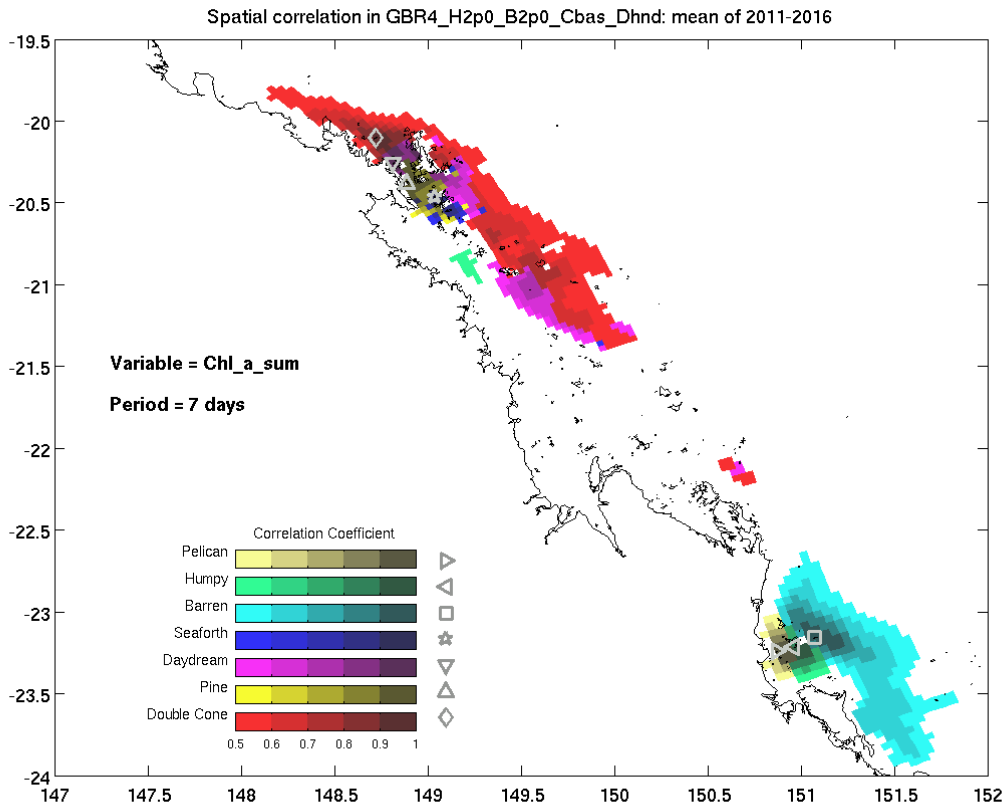 Spatial correlation in GBR4_H2p0_B2p0_Cbas_Dhnd: mean of 2011-2016
-19.5
-20
-20.5
-21
-21.5
-22
-22.5
-23
-23.5
-24
Variable = Chl_a_sum
Period = 7 days
Correlation Coefficient
Pelican
Humpy
Barren
Seaforth
Daydream
Pine
Double Cone
0.5 0.6 0.7 0.8 0.9 1
147 147.5 148 148.5 149 149.5 150 150.5 151 151.5 152